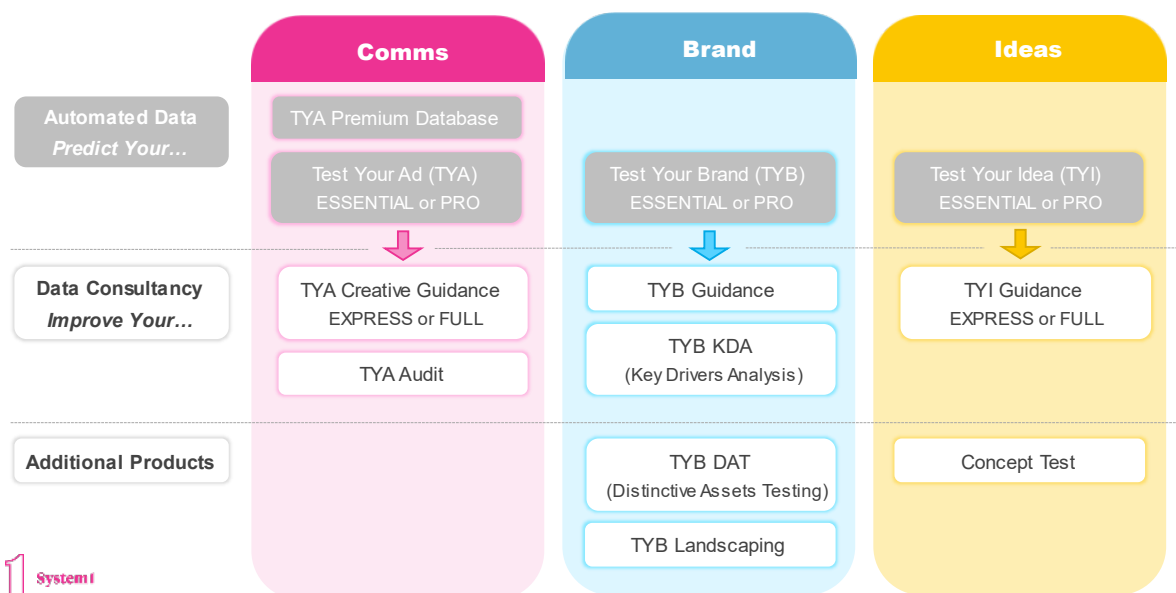 Comms
Brand
Ideas
Automated Data
Predict Your…
TYA Premium Database
Test Your Ad (TYA)
ESSENTIAL or PRO
Test Your Brand (TYB)
ESSENTIAL or PRO
Test Your Idea (TYI)
ESSENTIAL or PRO
Data Consultancy
Improve Your…
TYA Creative Guidance
EXPRESS or FULL
TYA Audit
TYB Guidance
TYB KDA
(Key Drivers Analysis)
TYI Guidance
EXPRESS or FULL
Additional Products
TYB DAT
(Distinctive Assets Testing)
TYB Landscaping
Concept Test
1
System1